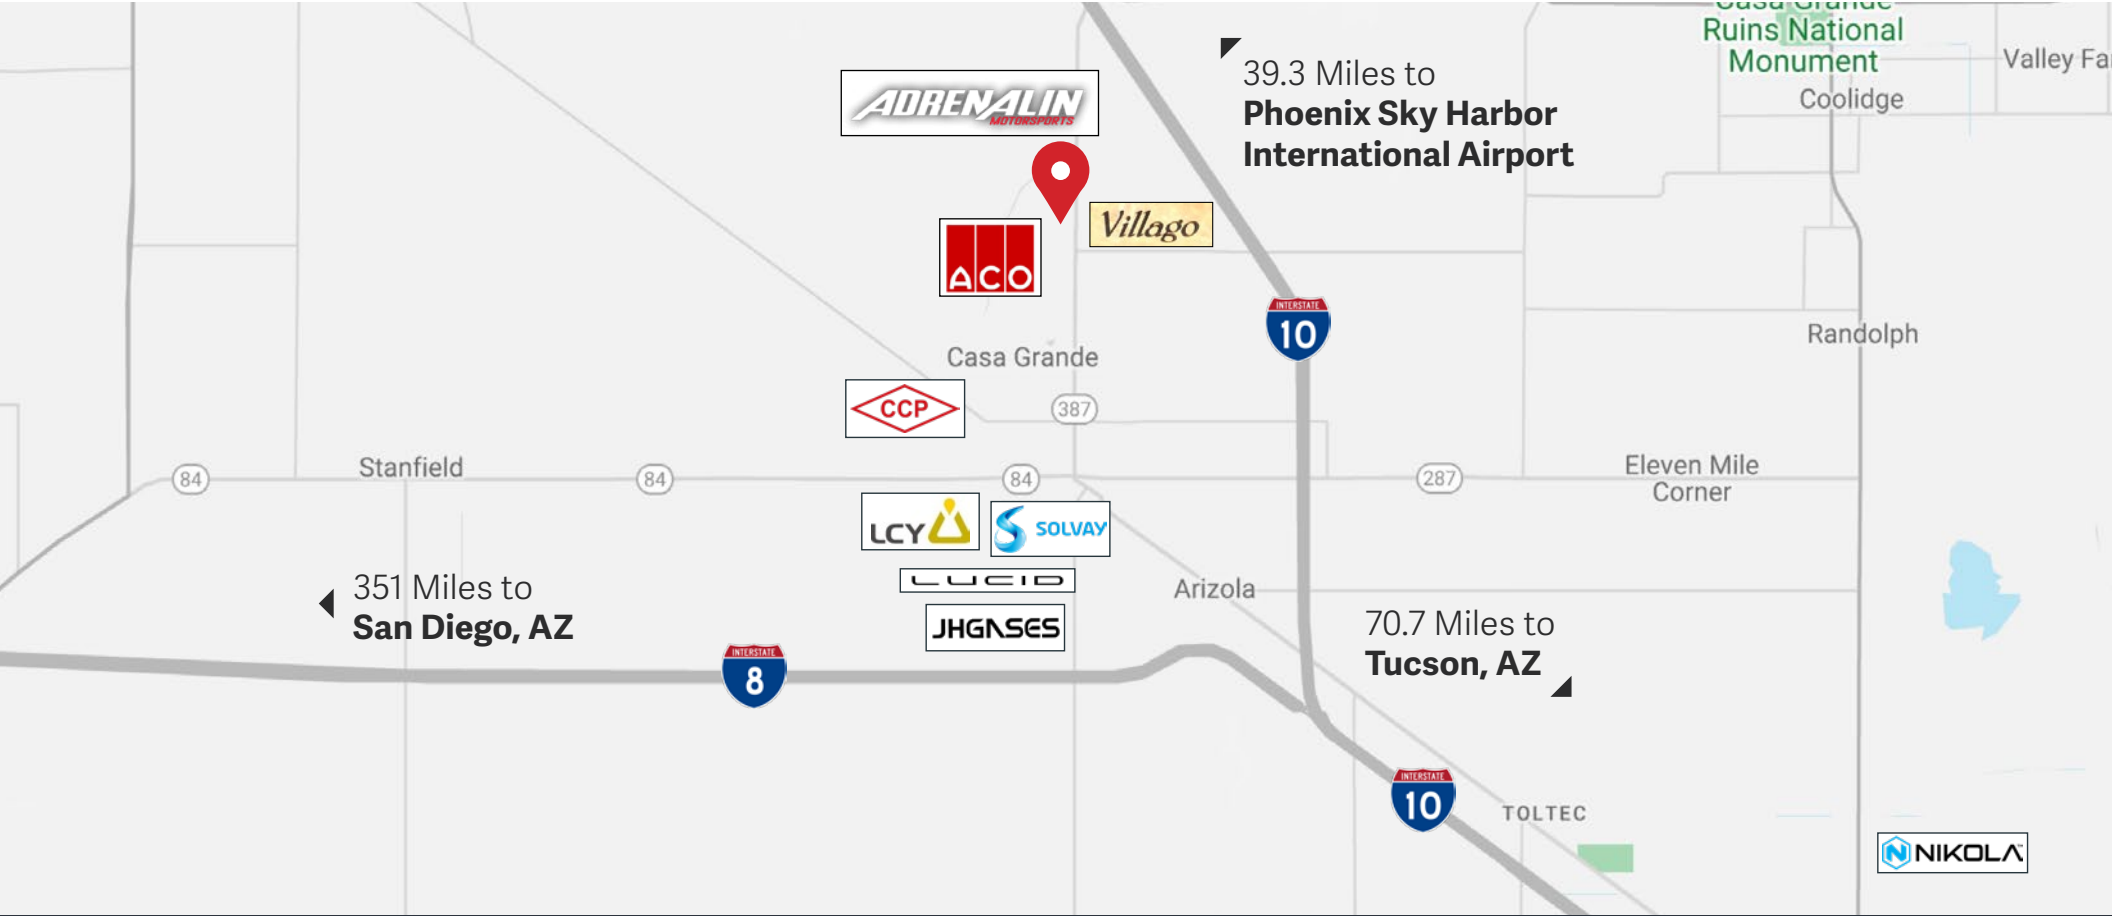 Casa Grande
Ruins National
Monument
Valley Fa
Coolidge
39.3 Miles to
Phoenix Sky Harbor
International Airport
ADRENALIN
MOTORSPORTS
Villago
ACO
INTERSTATE
10
Randolph
Casa Grande
CCP
387
Stanfield
84
84
84
287
Eleven Mile
Corner
LCY
SOLVAY
LUCID
JHGASES
Arizola
351 Miles to
San Diego, AZ
70.7 Miles to
Tucson, AZ
INTERSTATE
8
INTERSTATE
10
TOLTEC
NIKOLA